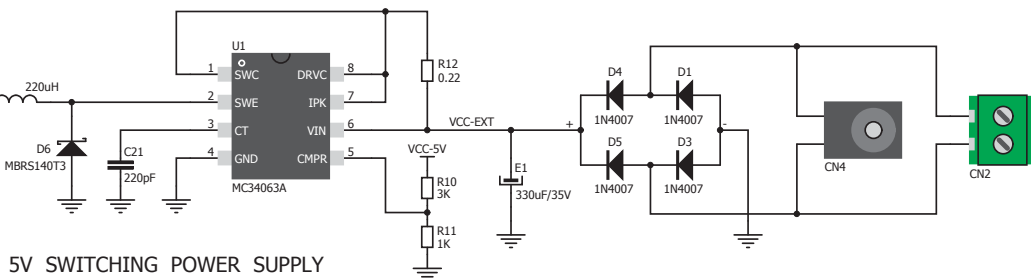 U1
R12
0.22
D4
D1
220uH
1
SWC
DRVC
8
1N4007
1N4007
2
SWE
IPK
7
3
CT
VIN
6
VCC-EXT
+
-
D6
MBRS140T3
C21
220pF
4
GND
CMPR
5
VCC-5V
D5
D3
MC34063A
E1
330uF/35V
1N4007
1N4007
CN4
CN2
R10
3K
R11
1K
5V SWITCHING POWER SUPPLY